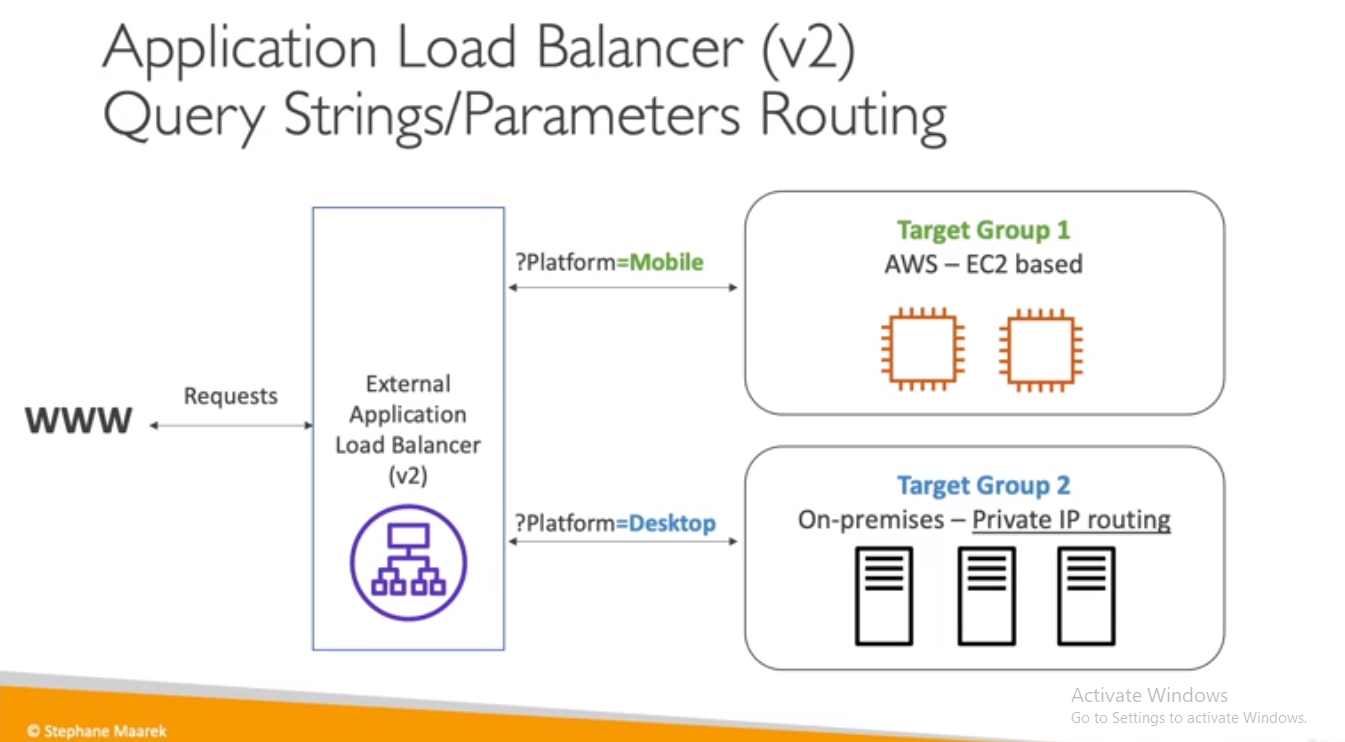 Application Load Balancer (v2)
Query Strings/Parameters Routing
WWW
Requests
External
Application
Load Balancer
(v2)
?Platform=Mobile
?Platform=Desktop
Target Group 1
AWS – EC2 based
Target Group 2
On-premises – Private IP routing
Activate Windows
Go to Settings to activate Windows.
© Stephane Maarek